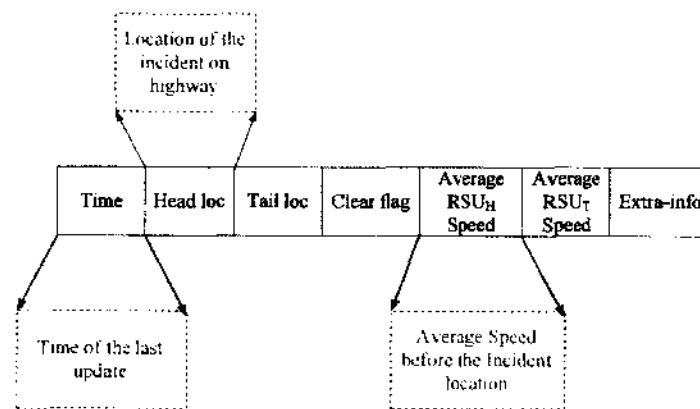 Location of the
incident on
highway
Time
Head loc
Tail loc
Clear flag
Average
RSU_H
Speed
Average
RSU_T
Speed
Extra-info
Time of the last
update
Average Speed
before the Incident
location